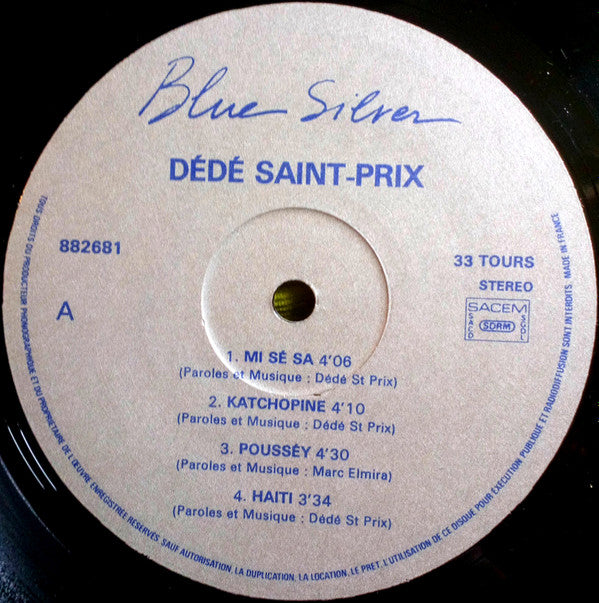 Blue Silver
DÉDÉ SAINT-PRIX
882681
33 TOURS
STEREO
A
SACEM
SACD
SDRM
SGDL
1. MI SÉ SA 4'06
(Paroles et Musique : Dédé St Prix)
2. KATCHOPINE 4'10
(Paroles et Musique : Dédé St Prix)
3. POUSSÉY 4'30
(Paroles et Musique : Marc Elmira)
4. HAITI 3'34
(Paroles et Musique : Dédé St Prix)
TOUS DROITS DU PRODUCTEUR PHONOGRAPHIQUE ET DU PROPRIETAIRE DE L'ŒUVRE ENREGISTRÉE RESERVES SAUF AUTORISATION, LA DUPLICATION, LA LOCATION, LE PRET, L'UTILISATION DE CE DISQUE POUR EXECUTION PUBLIQUE ET RADIODIFFUSION SONT INTERDITS MADE IN FRANCE